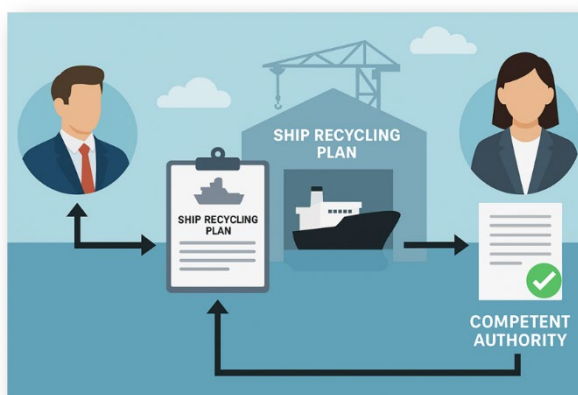 SHIP RECYCLING
PLAN
SHIP RECYCLING
PLAN
COMPETENT
AUTHORITY